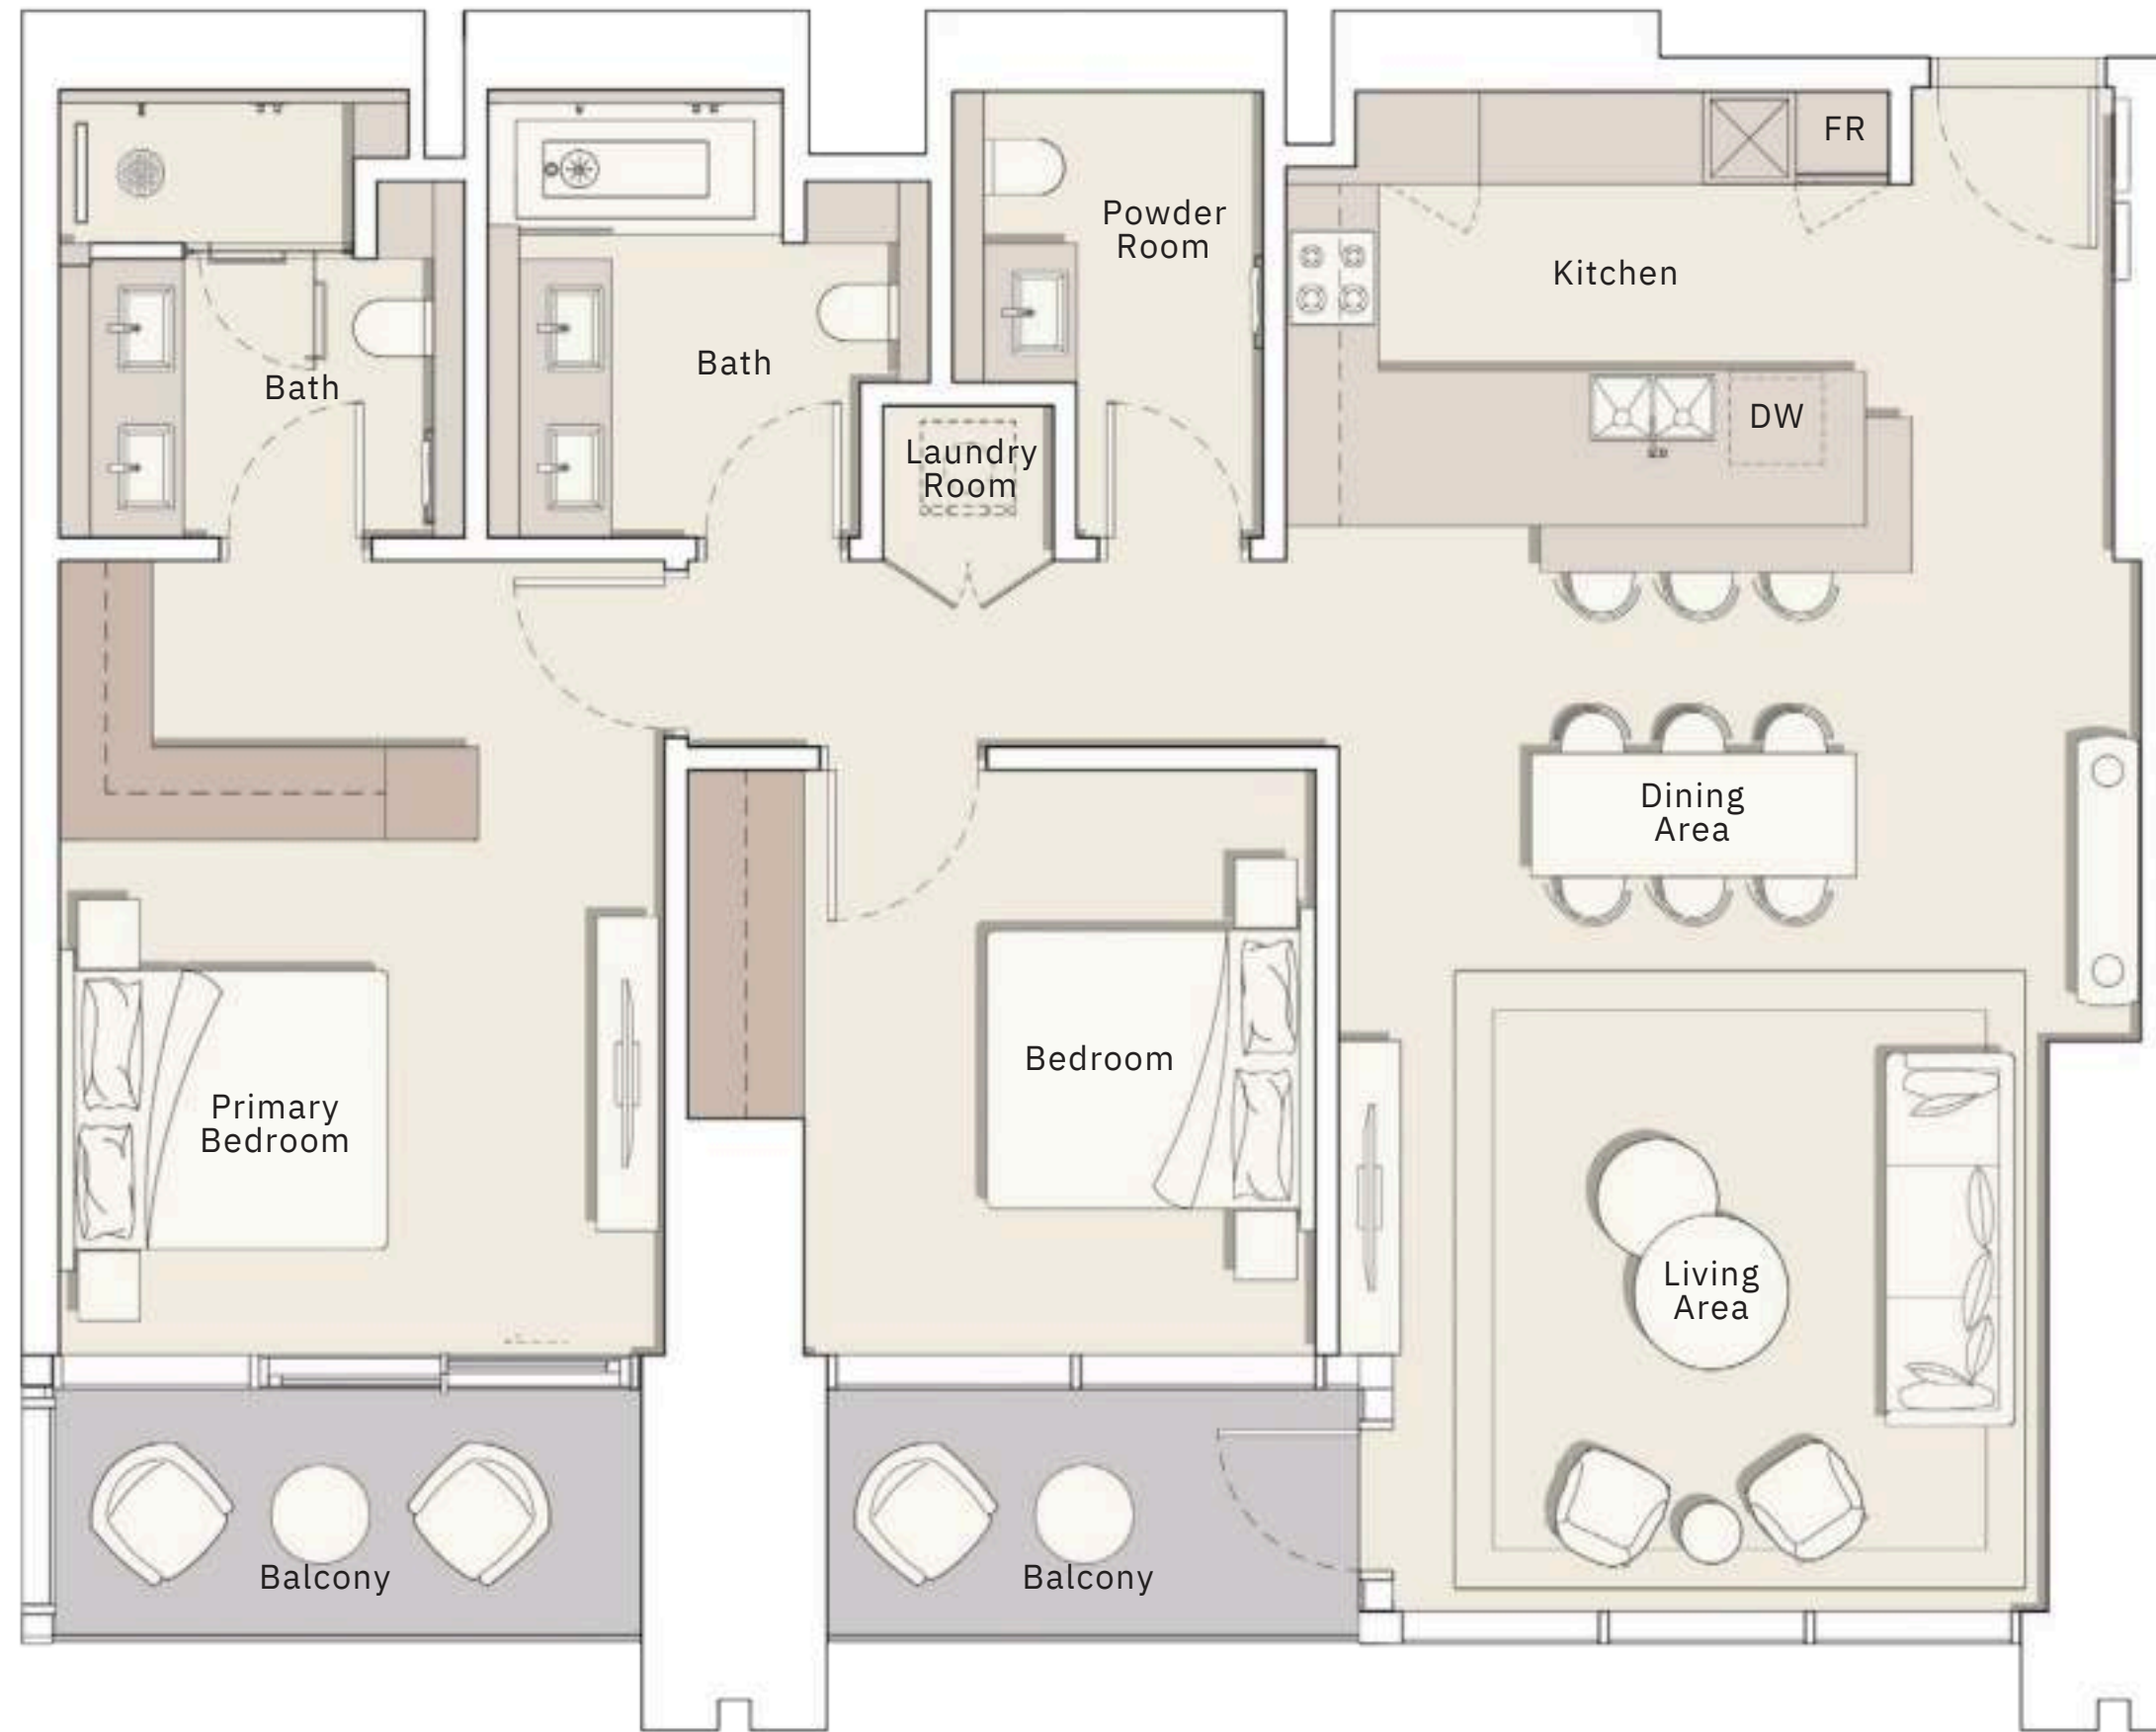 FR
Powder
Room
Kitchen
Bath
Bath
DW
Laundry
Room
Dining
Area
Bedroom
Primary
Bedroom
Living
Area
Balcony
Balcony